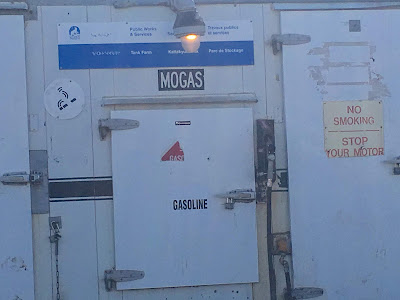 Public Works
& Services
Travaux publics
et services
Tank Farm
Parc de Stockage
MOGAS
GAS
GASOLINE
NO
SMOKING
STOP
YOUR MOTOR